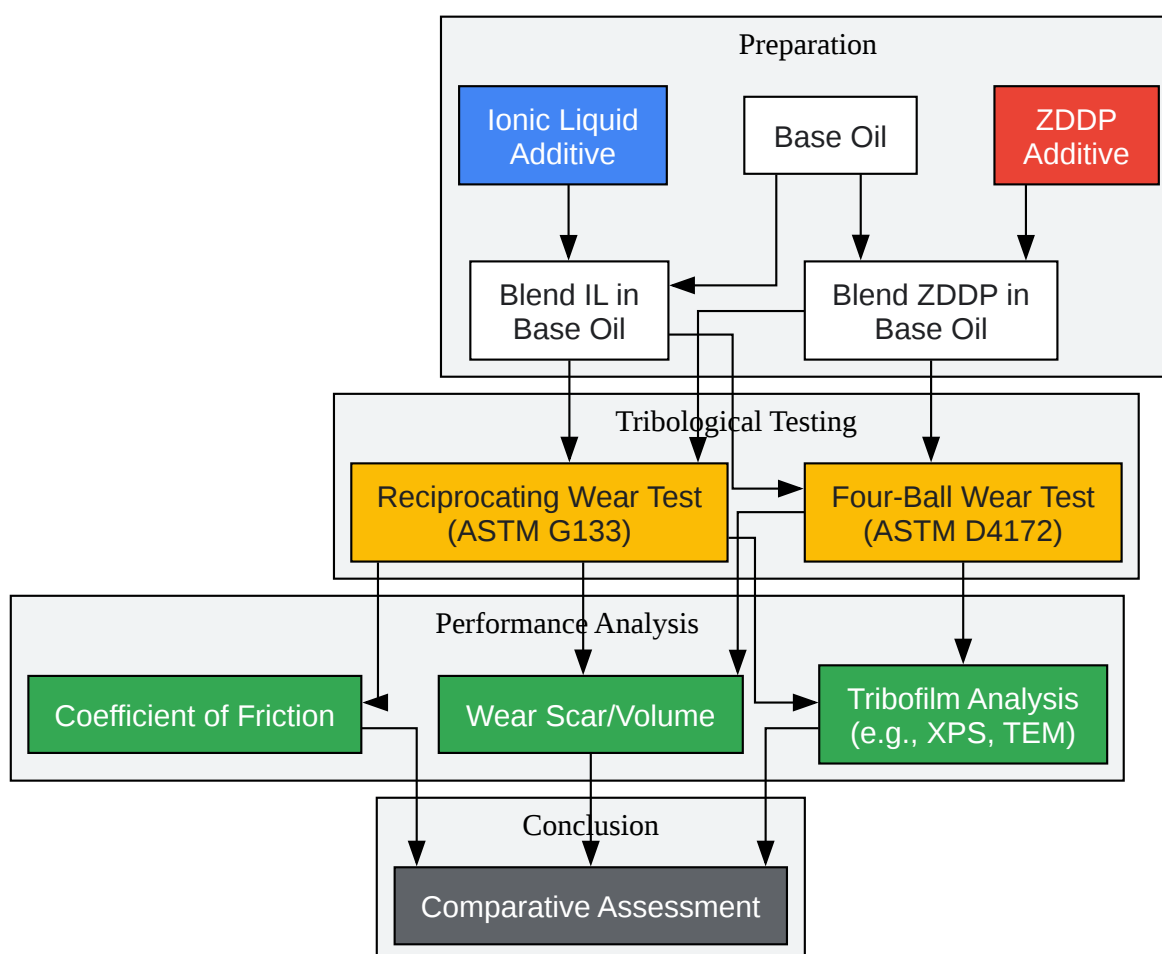 Preparation
Ionic Liquid
Additive
Base Oil
ZDDP
Additive
Blend IL in
Base Oil
Blend ZDDP in
Base Oil
Tribological Testing
Reciprocating Wear Test
(ASTM G133)
Four-Ball Wear Test
(ASTM D4172)
Performance Analysis
Coefficient of Friction
Wear Scar/Volume
Tribofilm Analysis
(e.g., XPS, TEM)
Conclusion
Comparative Assessment